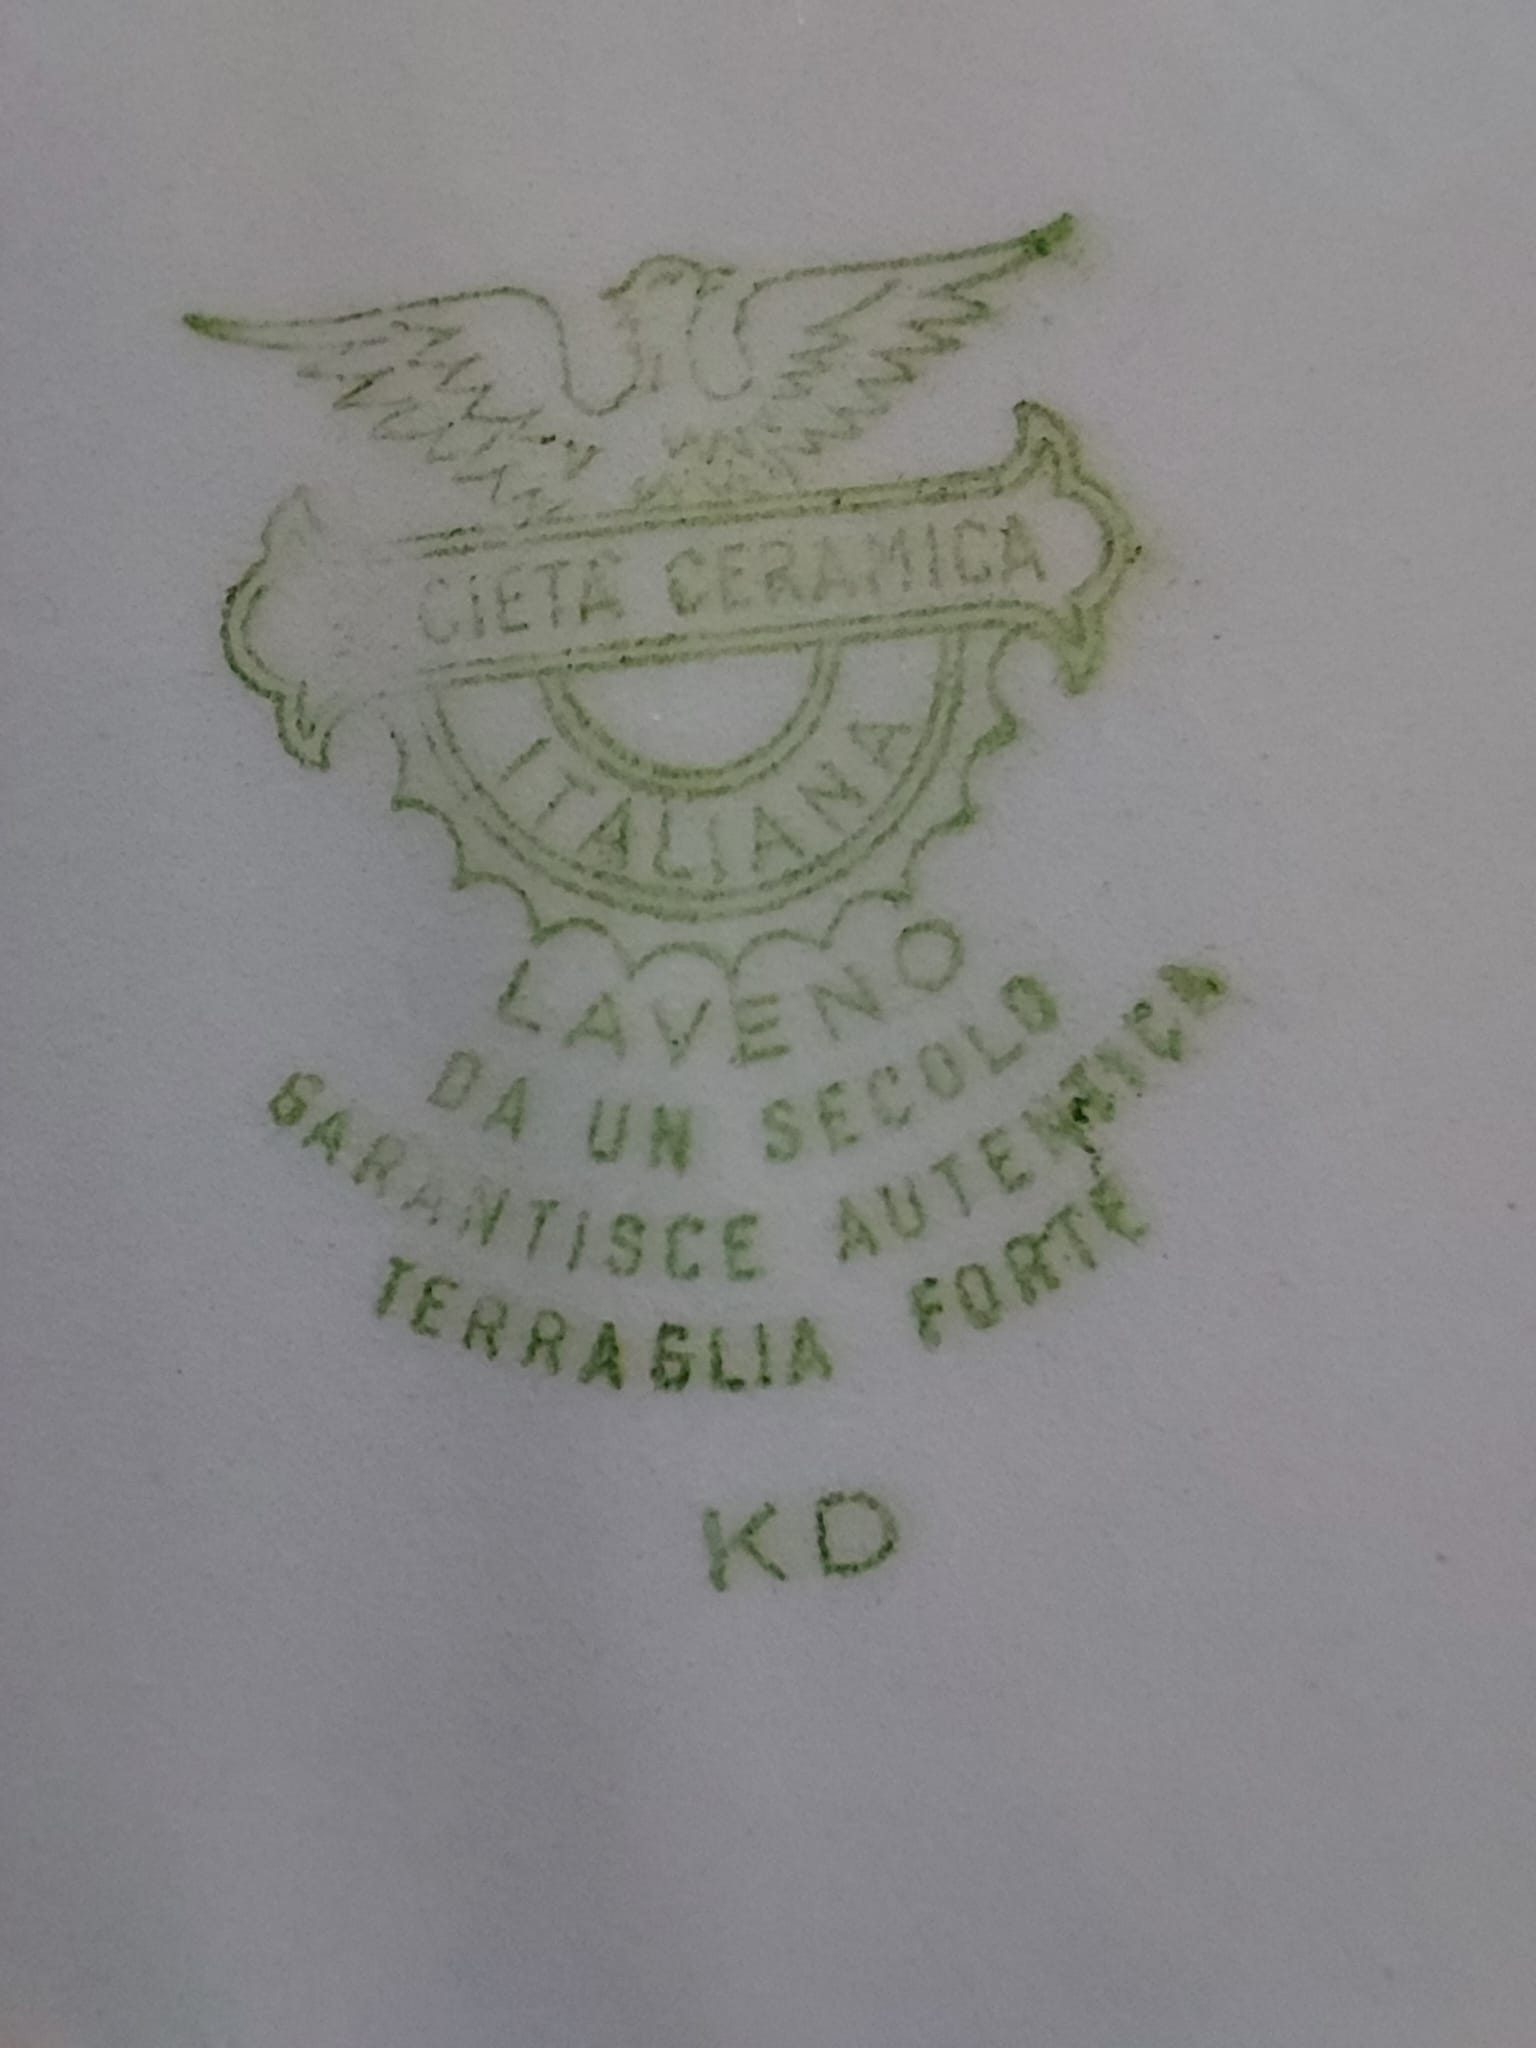 CIETÀ CERAMICA
ITALIANA
LAVENO
DA UN SECOLO
GARANTISCE AUTENTICA
TERRAGLIA FORTE
KD